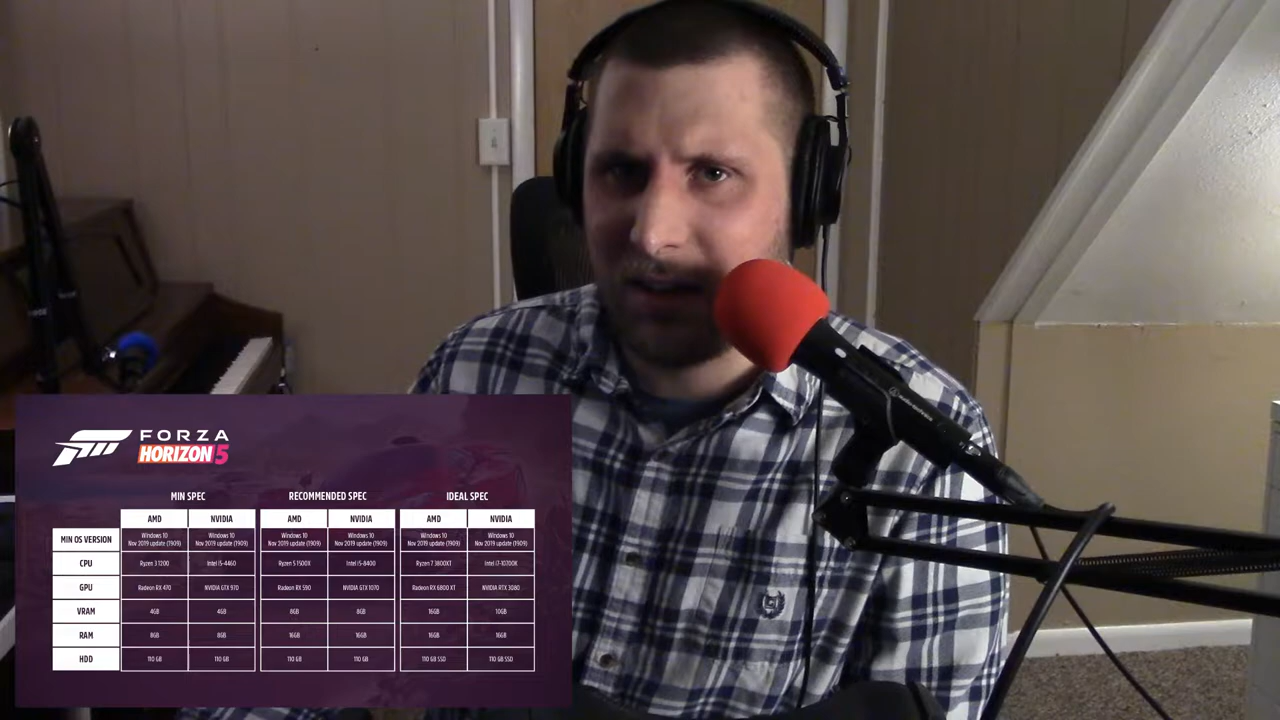 FORZA
HORIZON 5
MIN SPEC RECOMMENDED SPEC IDEAL SPEC
AMD NVIDIA AMD NVIDIA AMD NVIDIA
MIN OS VERSION Windows 10 Nov 2019 update (1909) Windows 10 Nov 2019 update (1909) Windows 10 Nov 2019 update (1909) Windows 10 Nov 2019 update (1909) Windows 10 Nov 2019 update (1909) Windows 10 Nov 2019 update (1909)
CPU Ryzen 3 1200 Intel i5-4460 Ryzen 5 1500X Intel i5-8400 Ryzen 7 3800XT Intel i7-10700K
GPU Radeon RX 470 NVIDIA GTX 970 Radeon RX 590 NVIDIA GTX 1070 Radeon RX 6800 XT NVIDIA RTX 3080
VRAM 4GB 4GB 8GB 8GB 16GB 10GB
RAM 8GB 8GB 16GB 16GB 16GB 16GB
HDD 110 GB 110 GB 110 GB 110 GB 110 GB SSD 110 GB SSD